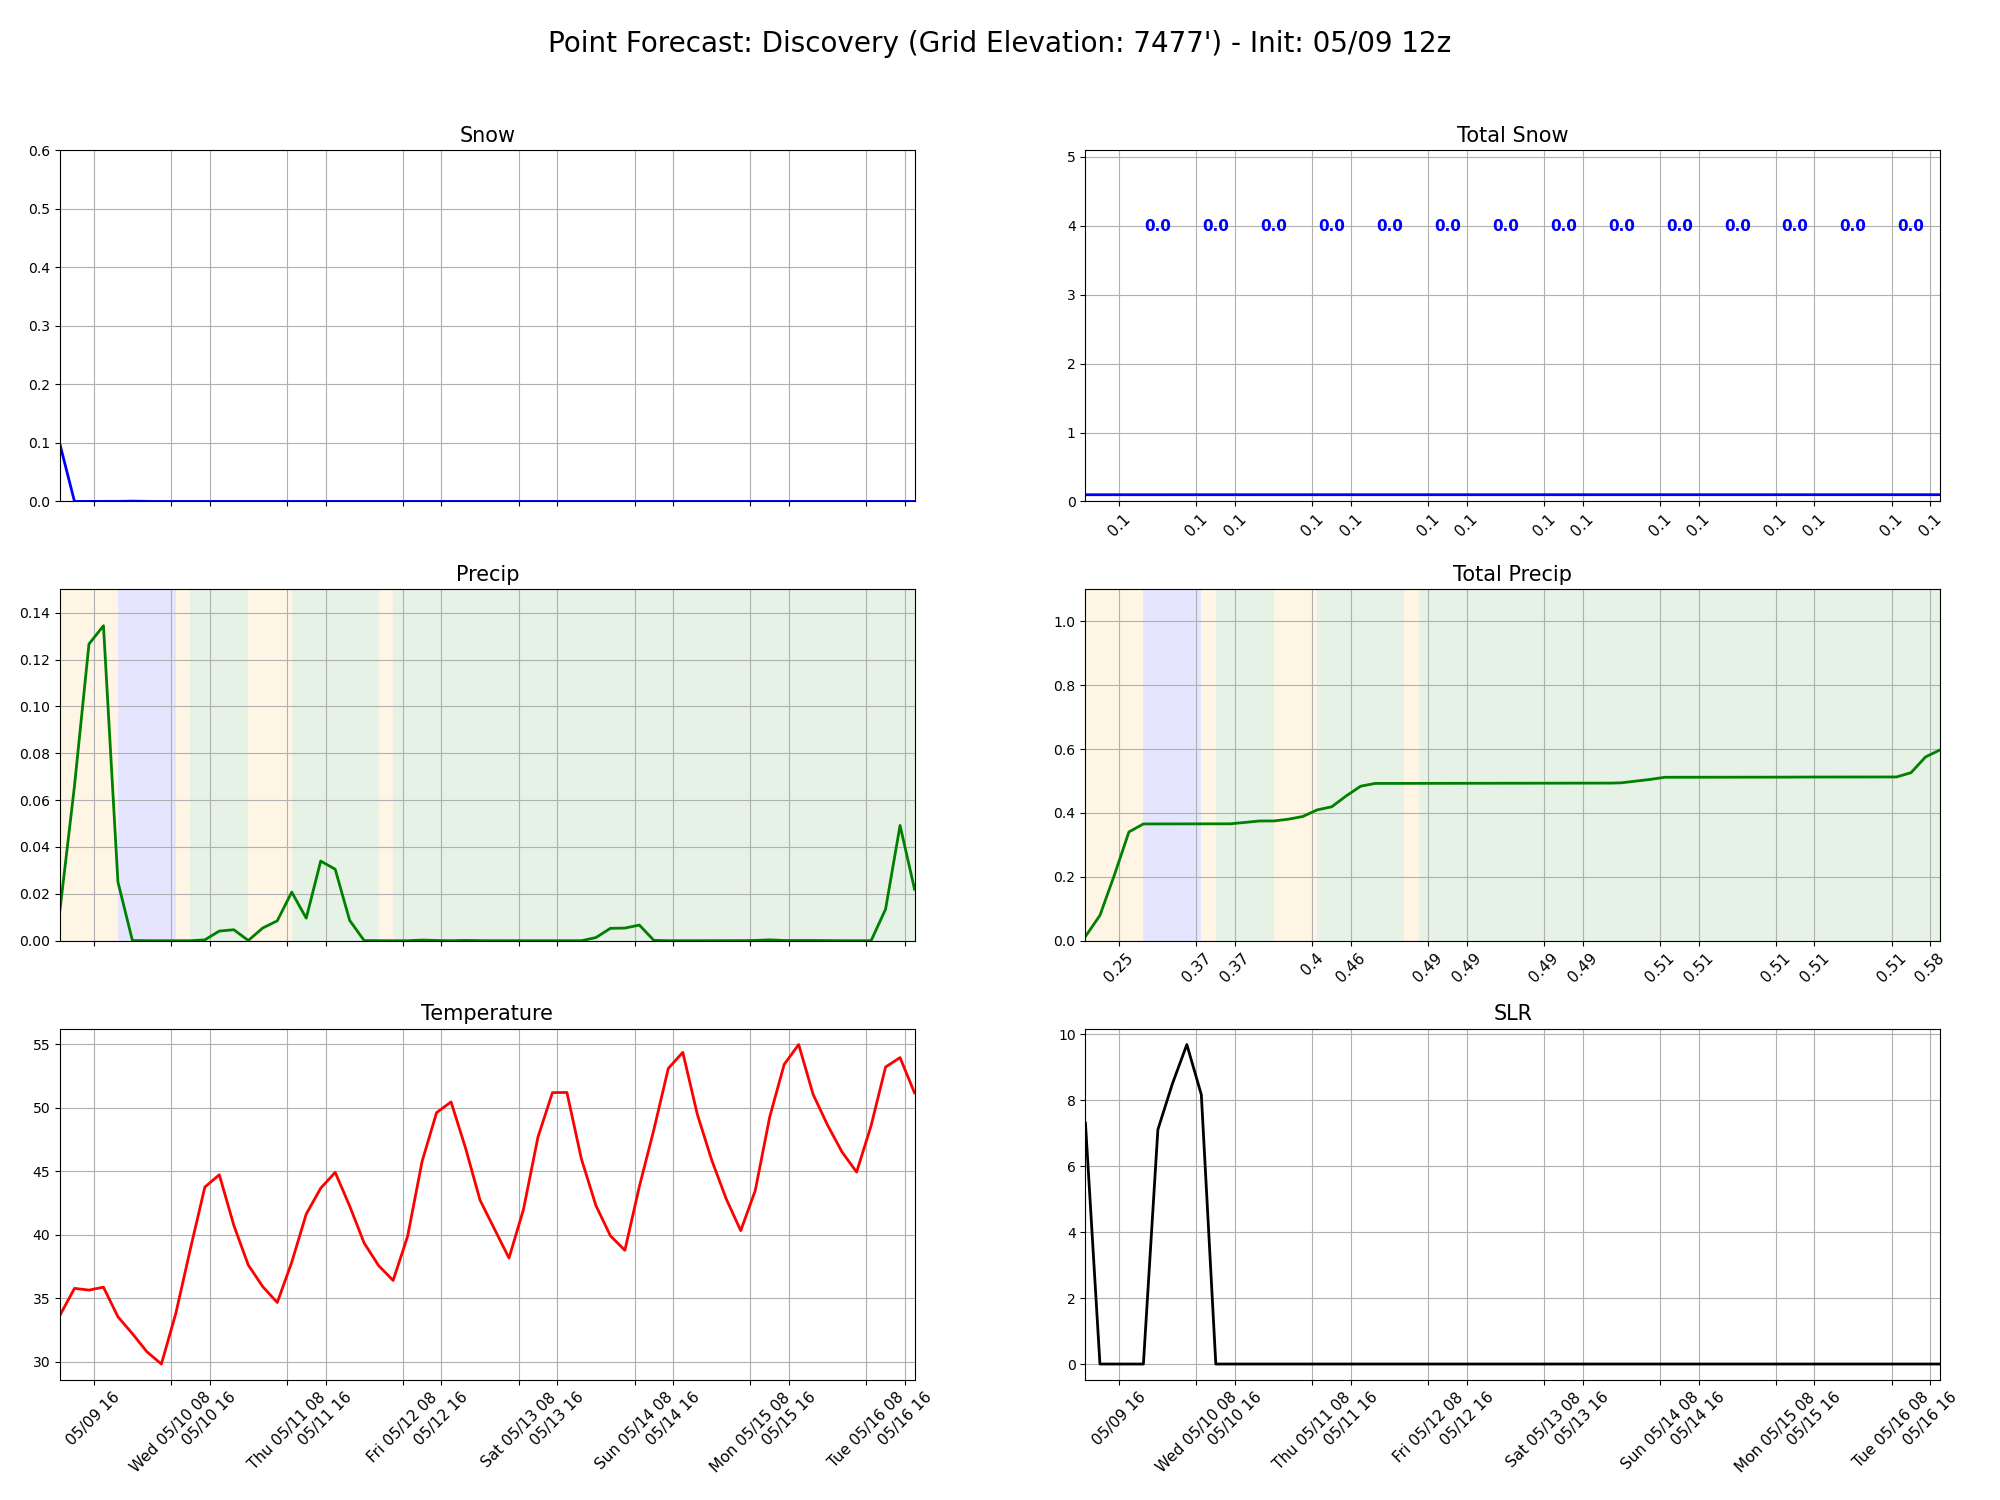 Point Forecast: Discovery (Grid Elevation: 7477') - Init: 05/09 12z
Snow
0.6
0.5
0.4
0.3
0.2
0.1
0.0
Total Snow
5
4
3
2
1
0
0.0 0.0 0.0 0.0 0.0 0.0 0.0 0.0 0.0 0.0 0.0 0.0 0.0 0.0
0.1 0.1 0.1 0.1 0.1 0.1 0.1 0.1 0.1 0.1 0.1 0.1 0.1 0.1 0.1
Precip
0.14
0.12
0.10
0.08
0.06
0.04
0.02
0.00
Total Precip
1.0
0.8
0.6
0.4
0.2
0.0
0.25 0.37 0.37 0.4 0.46 0.49 0.49 0.49 0.49 0.51 0.51 0.51 0.51 0.51 0.58
Temperature
55
50
45
40
35
30
05/09 16
Wed 05/10 08
05/10 16
Thu 05/11 08
05/11 16
Fri 05/12 08
05/12 16
Sat 05/13 08
05/13 16
Sun 05/14 08
05/14 16
Mon 05/15 08
05/15 16
Tue 05/16 08
05/16 16
SLR
10
8
6
4
2
0
05/09 16
Wed 05/10 08
05/10 16
Thu 05/11 08
05/11 16
Fri 05/12 08
05/12 16
Sat 05/13 08
05/13 16
Sun 05/14 08
05/14 16
Mon 05/15 08
05/15 16
Tue 05/16 08
05/16 16